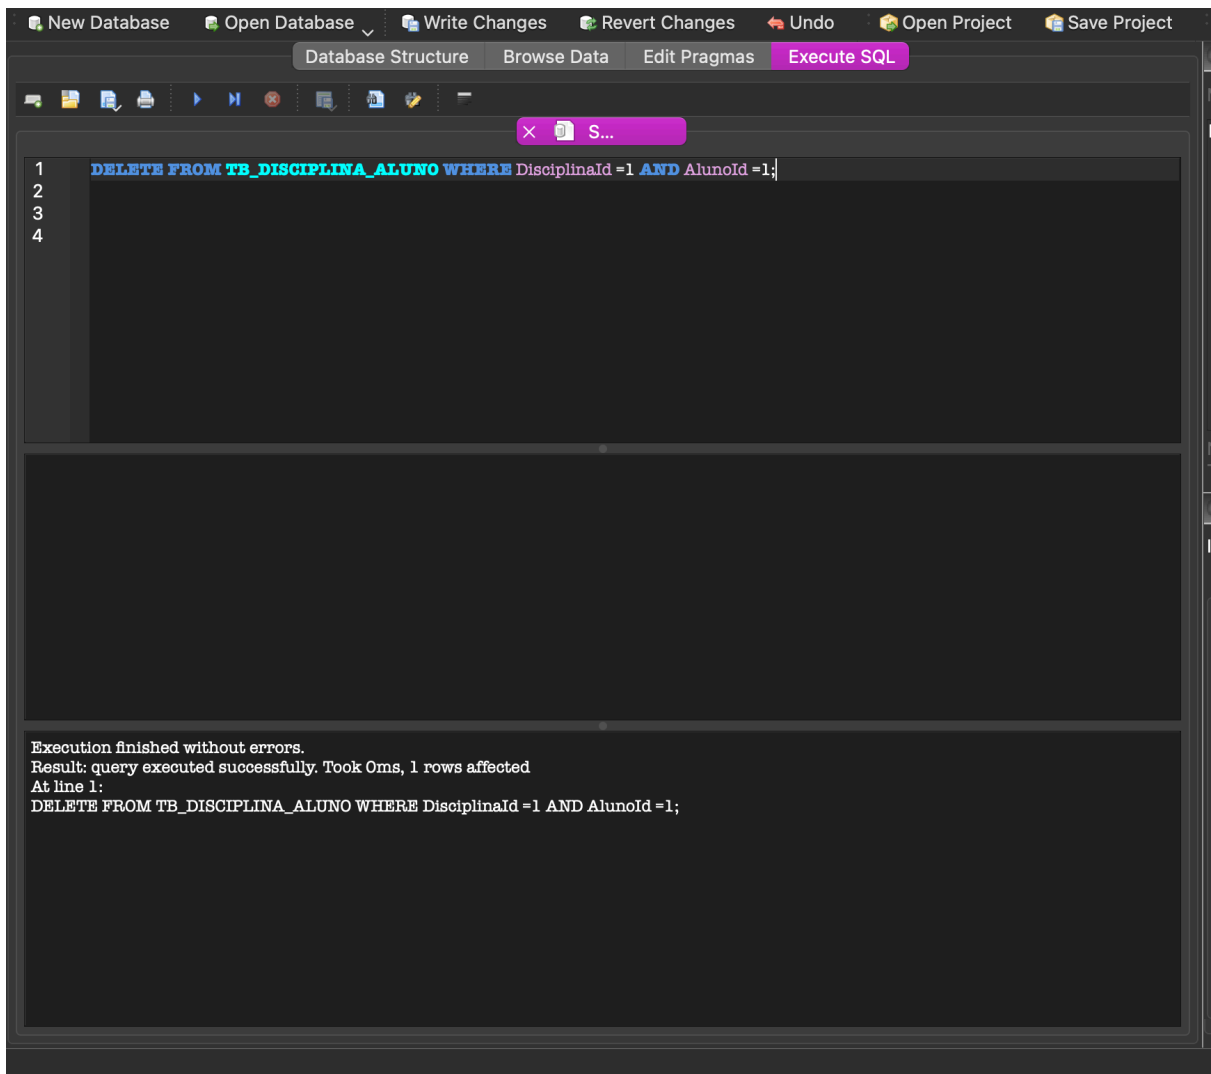 New Database Open Database Write Changes Revert Changes Undo Open Project Save Project
Database Structure Browse Data Edit Pragmas Execute SQL
S...
1 DELETE FROM TB_DISCIPLINA_ALUNO WHERE DisciplinaId =1 AND AlunoId =1;
2
3
4
Execution finished without errors.
Result: query executed successfully. Took 0ms, 1 rows affected
At line 1:
DELETE FROM TB_DISCIPLINA_ALUNO WHERE DisciplinaId =1 AND AlunoId =1;